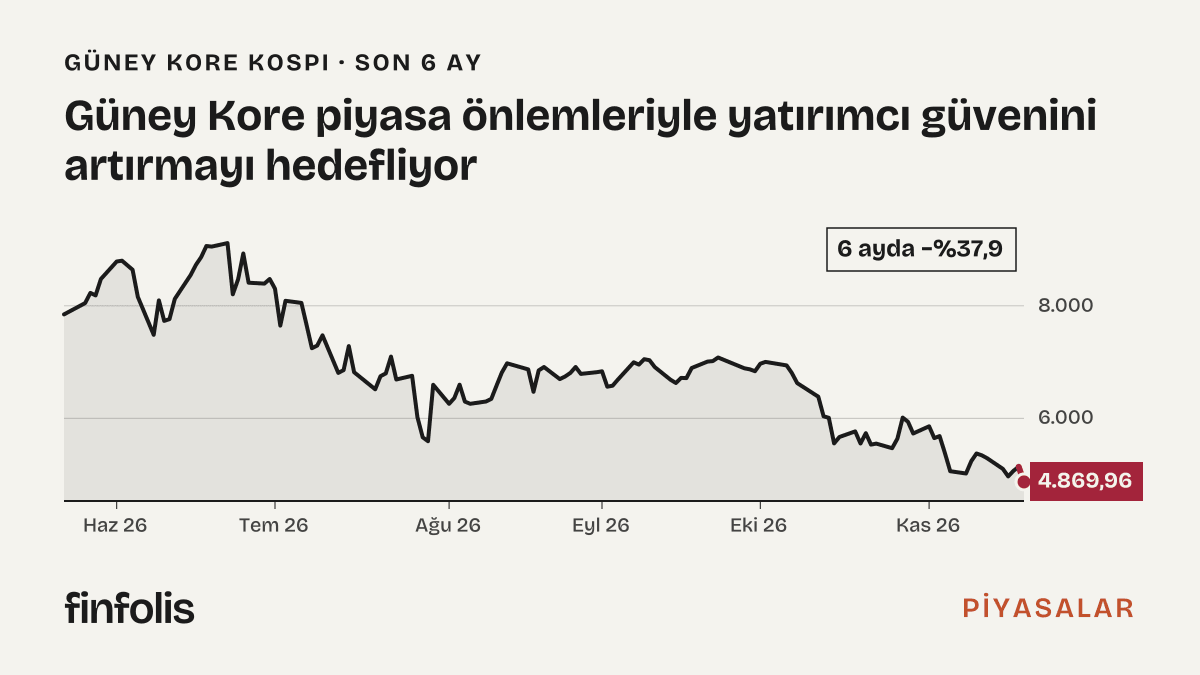 GÜNEY KORE KOSPI · SON 6 AY
Güney Kore piyasa önlemleriyle yatırımcı güvenini
artırmayı hedefliyor
6 ayda −%37,9
8.000
6.000
4.869,96
Haz 26
Tem 26
Ağu 26
Eyl 26
Eki 26
Kas 26
finfolis
PİYASALAR